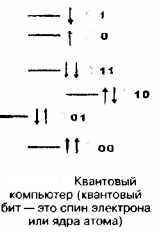 1
0
11
10
01
00
Квантовый
компьютер (квантовый
бит — это спин электрона
или ядра атома)